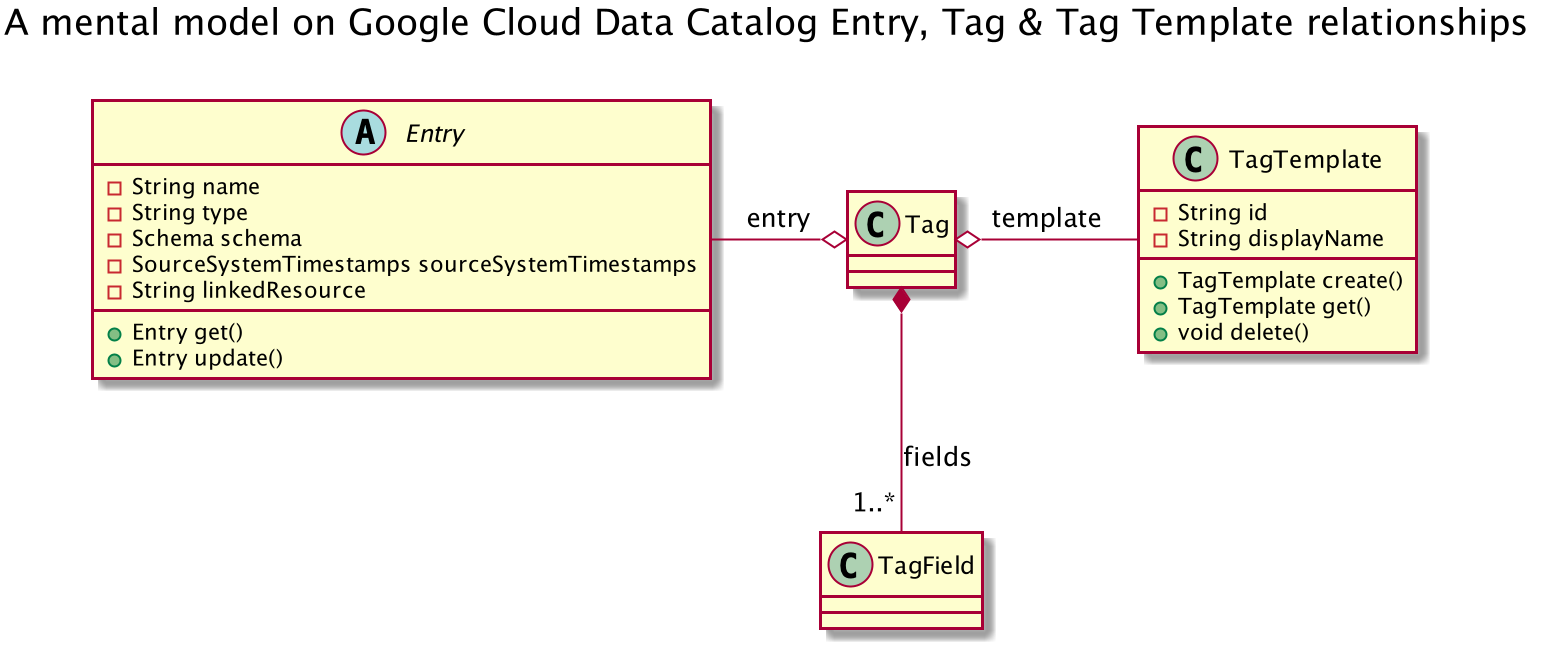 A mental model on Google Cloud Data Catalog Entry, Tag & Tag Template relationships
A Entry
String name
String type
Schema schema
SourceSystemTimestamps sourceSystemTimestamps
String linkedResource
Entry get()
Entry update()
entry
C Tag
template
C TagTemplate
String id
String displayName
TagTemplate create()
TagTemplate get()
void delete()
fields
1..*
C TagField